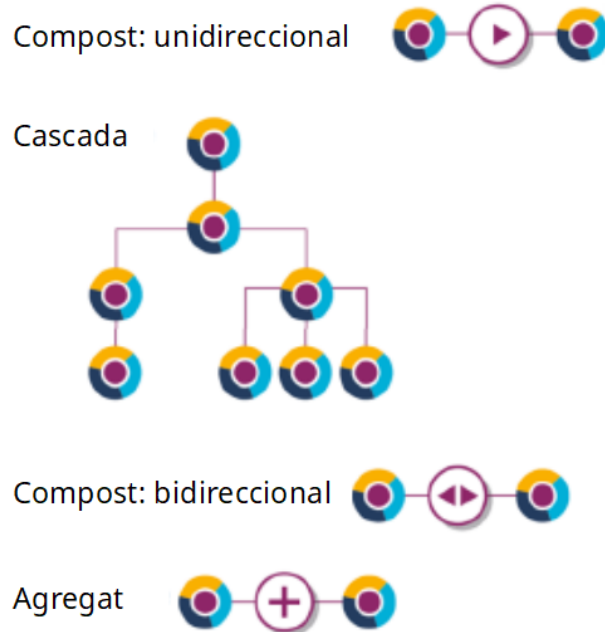 Compost: unidireccional
Cascada
Compost: bidireccional
Agregat